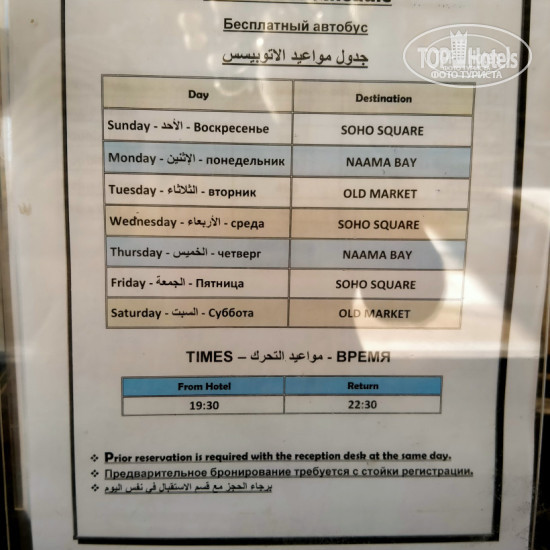 Бесплатный автобус
جدول مواعيد الاتوبيسس
TOP Hotels
ФОТО ТУРИСТА
Day Destination
Sunday - الأحد - Воскресенье SOHO SQUARE
Monday - الإثنين - понедельник NAAMA BAY
Tuesday - الثلاثاء - вторник OLD MARKET
Wednesday - الأربعاء - среда SOHO SQUARE
Thursday - الخميس - четверг NAAMA BAY
Friday - الجمعة - Пятница SOHO SQUARE
Saturday - السبت - Суббота OLD MARKET
TIMES – مواعيد التحرك - ВРЕМЯ
From Hotel Return
19:30 22:30
❖ Prior reservation is required with the reception desk at the same day.
❖ Предварительное бронирование требуется с стойки регистрации.
❖ برجاء الحجز مع قسم الاستقبال في نفس اليوم